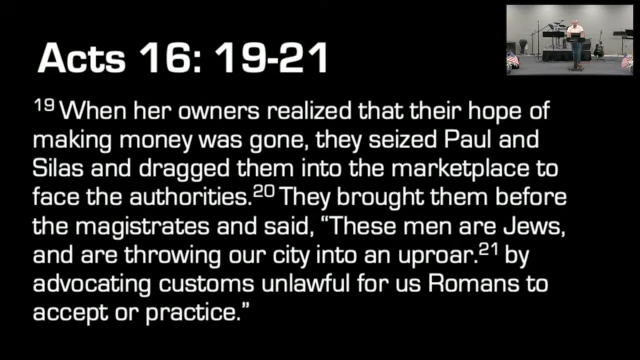 Acts 16: 19-21
19 When her owners realized that their hope of
making money was gone, they seized Paul and
Silas and dragged them into the marketplace to
face the authorities.20 They brought them before
the magistrates and said, “These men are Jews,
and are throwing our city into an uproar.21 by
advocating customs unlawful for us Romans to
accept or practice.”